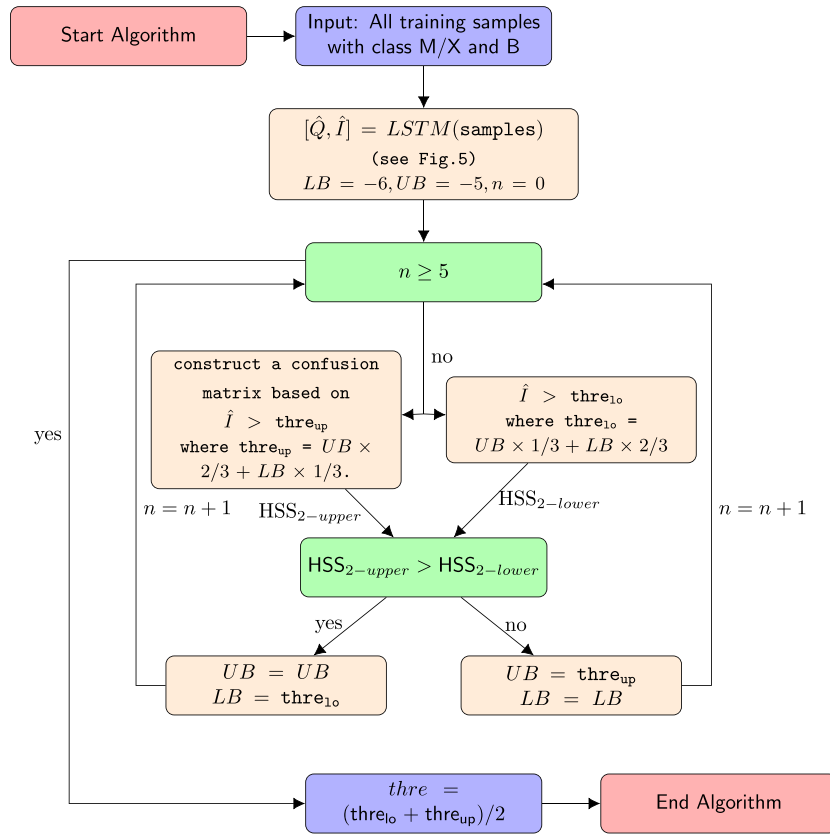 Start Algorithm
Input: All training samples
with class M/X and B
[Q̂, Î] = LSTM(samples)
(see Fig.5)
LB = −6, UB = −5, n = 0
n ≥ 5
no
construct a confusion
matrix based on
Î > thre_up
where thre_up = UB ×
2/3 + LB × 1/3.
Î > thre_lo
where thre_lo =
UB × 1/3 + LB × 2/3
yes
n = n + 1
HSS_2−upper
HSS_2−lower
n = n + 1
HSS_2−upper > HSS_2−lower
yes
no
UB = UB
LB = thre_lo
UB = thre_up
LB = LB
thre =
(thre_lo + thre_up)/2
End Algorithm